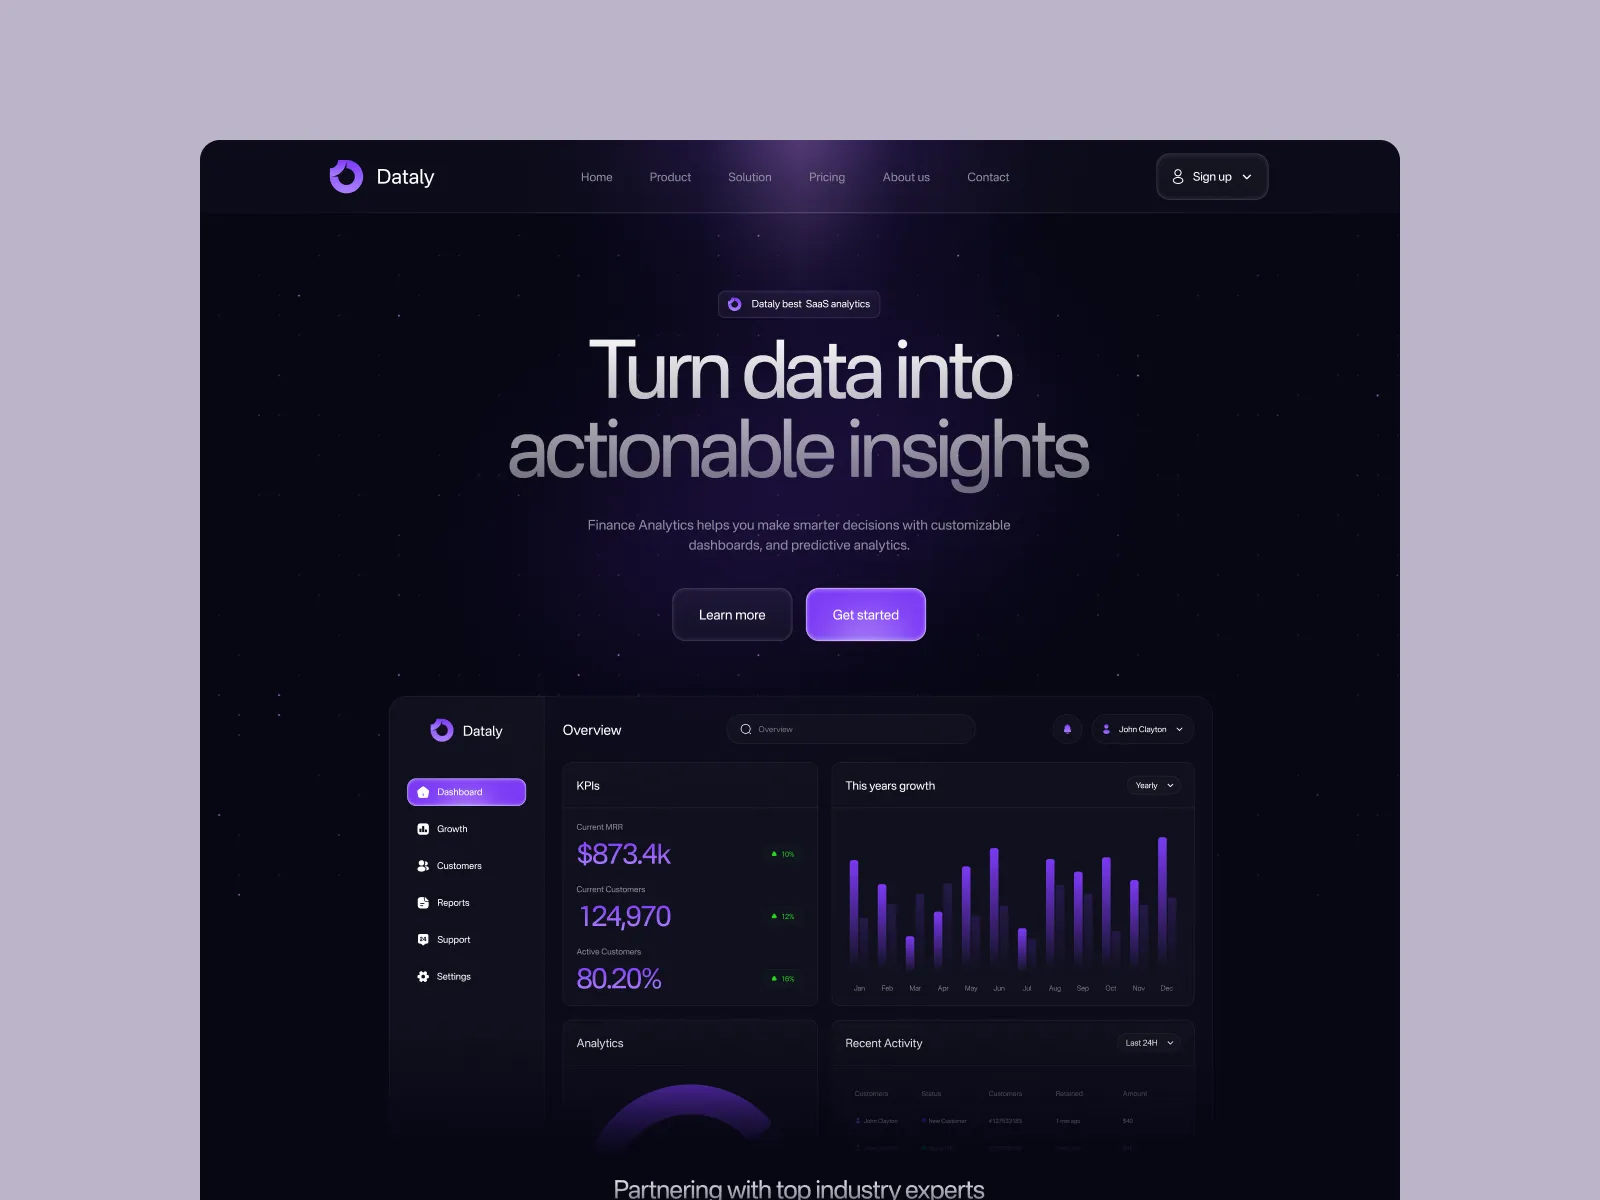 Dataly
Home
Product
Solution
Pricing
About us
Contact
Sign up
Dataly best SaaS analytics
Turn data into
actionable insights
Finance Analytics helps you make smarter decisions with customizable
dashboards, and predictive analytics.
Learn more
Get started
Dataly
Overview
Overview
John Clayton
Dashboard
Growth
Customers
Reports
24
Support
Settings
KPIs
Current MRR
$873.4k
10%
Current Customers
124,970
12%
Active Customers
80.20%
16%
This years growth
Yearly
Jan Feb Mar Apr May Jun Jul Aug Sep Oct Nov Dec
Analytics
Recent Activity
Last 24H
Customers Status Customers Retained Amount
John Clayton New Customer 1 min ago $40
Partnering with top industry experts